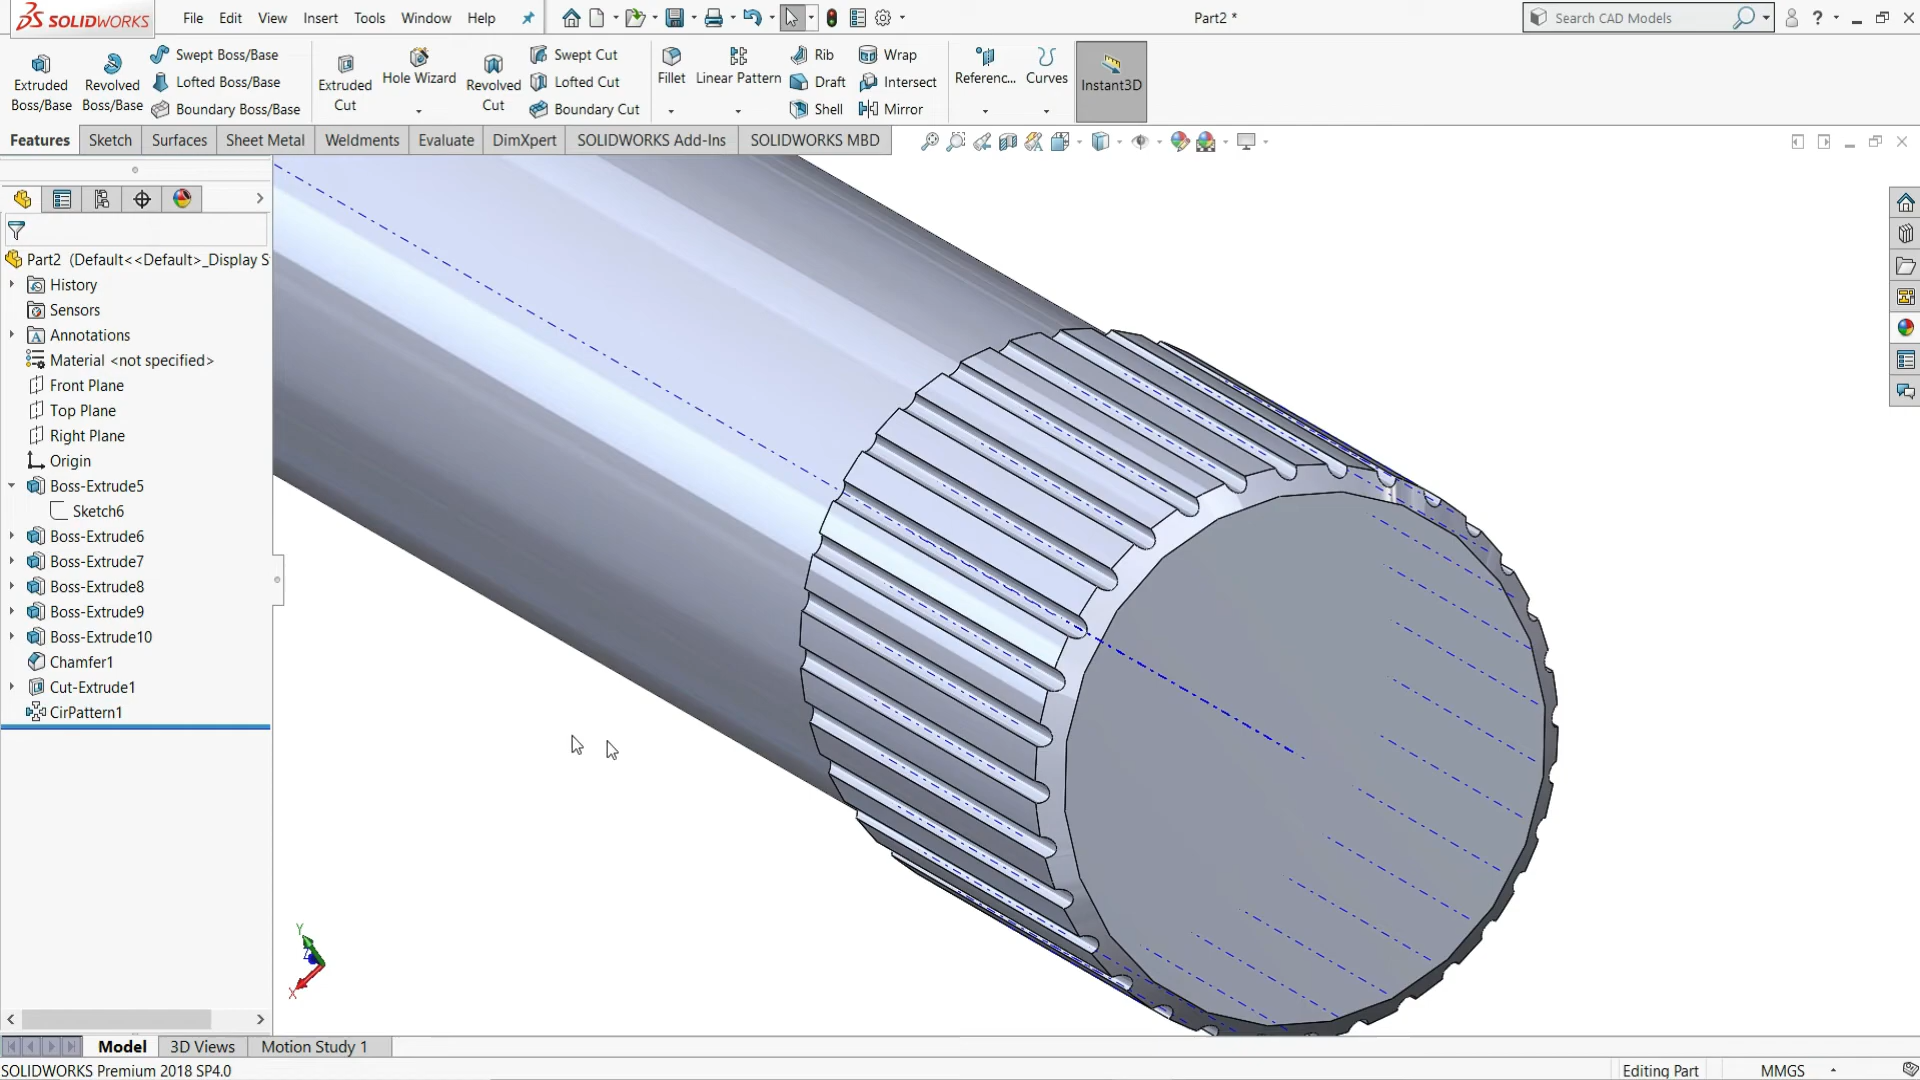 SOLIDWORKS File Edit View Insert Tools Window Help Part2 * Search CAD Models ?
Extruded Boss/Base
Revolved Boss/Base
Swept Boss/Base
Lofted Boss/Base
Boundary Boss/Base
Extruded Cut
Hole Wizard
Revolved Cut
Swept Cut
Lofted Cut
Boundary Cut
Fillet
Linear Pattern
Rib
Draft
Shell
Wrap
Intersect
Mirror
Referenc...
Curves
Instant3D
Features Sketch Surfaces Sheet Metal Weldments Evaluate DimXpert SOLIDWORKS Add-Ins SOLIDWORKS MBD
Part2 (Default<<Default>_Display S
History
Sensors
Annotations
Material <not specified>
Front Plane
Top Plane
Right Plane
Origin
Boss-Extrude5
Sketch6
Boss-Extrude6
Boss-Extrude7
Boss-Extrude8
Boss-Extrude9
Boss-Extrude10
Chamfer1
Cut-Extrude1
CirPattern1
Y
Z
X
Model 3D Views Motion Study 1
SOLIDWORKS Premium 2018 SP4.0 Editing Part MMGS